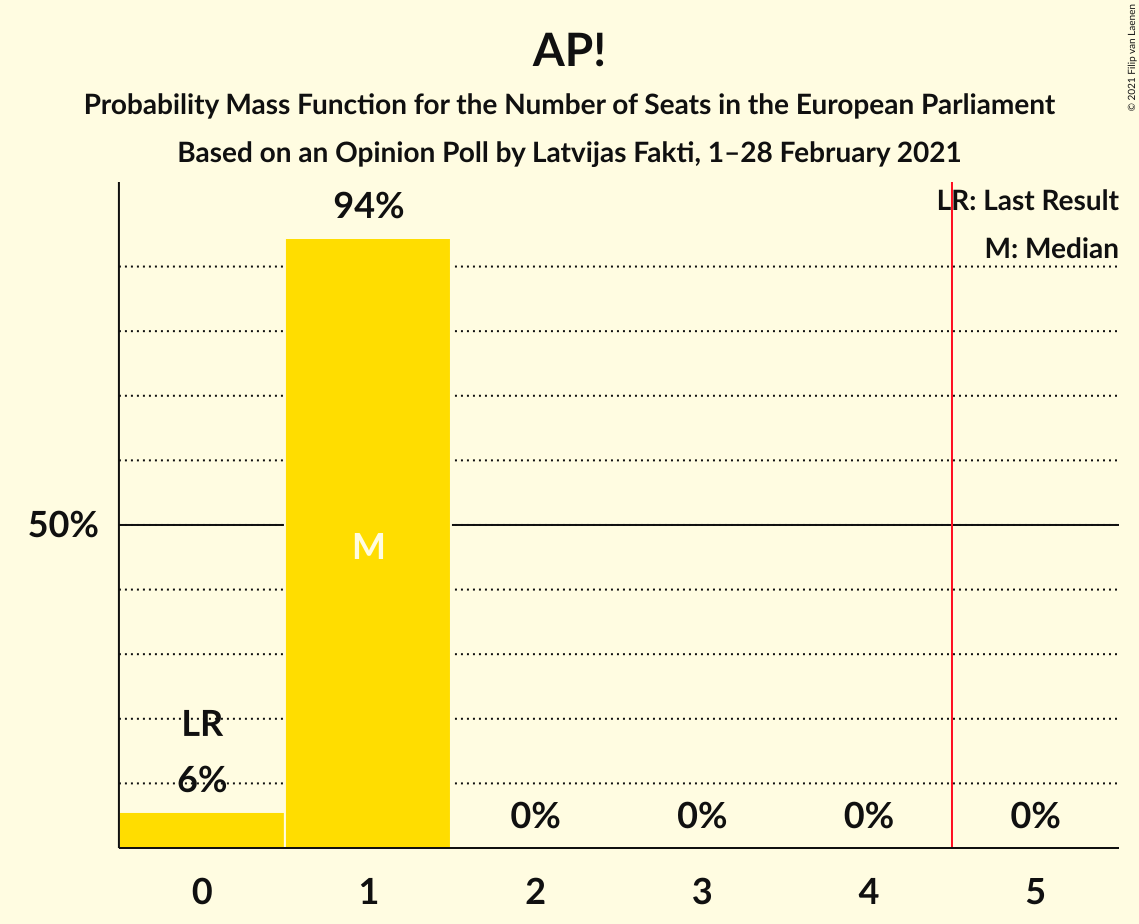 AP!
Probability Mass Function for the Number of Seats in the European Parliament
Based on an Opinion Poll by Latvijas Fakti, 1–28 February 2021
© 2021 Filip van Laenen
LR: Last Result
M: Median
94%
50%
M
LR
6%
0%
0%
0%
0%
0
1
2
3
4
5